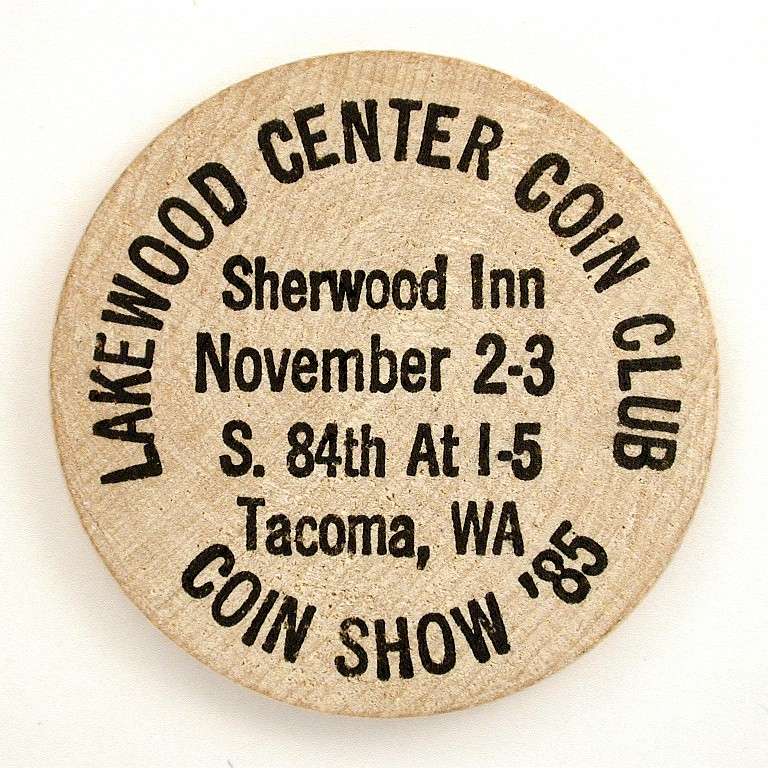 LAKEWOOD CENTER COIN CLUB
Sherwood Inn
November 2-3
S. 84th At I-5
Tacoma, WA
COIN SHOW '85